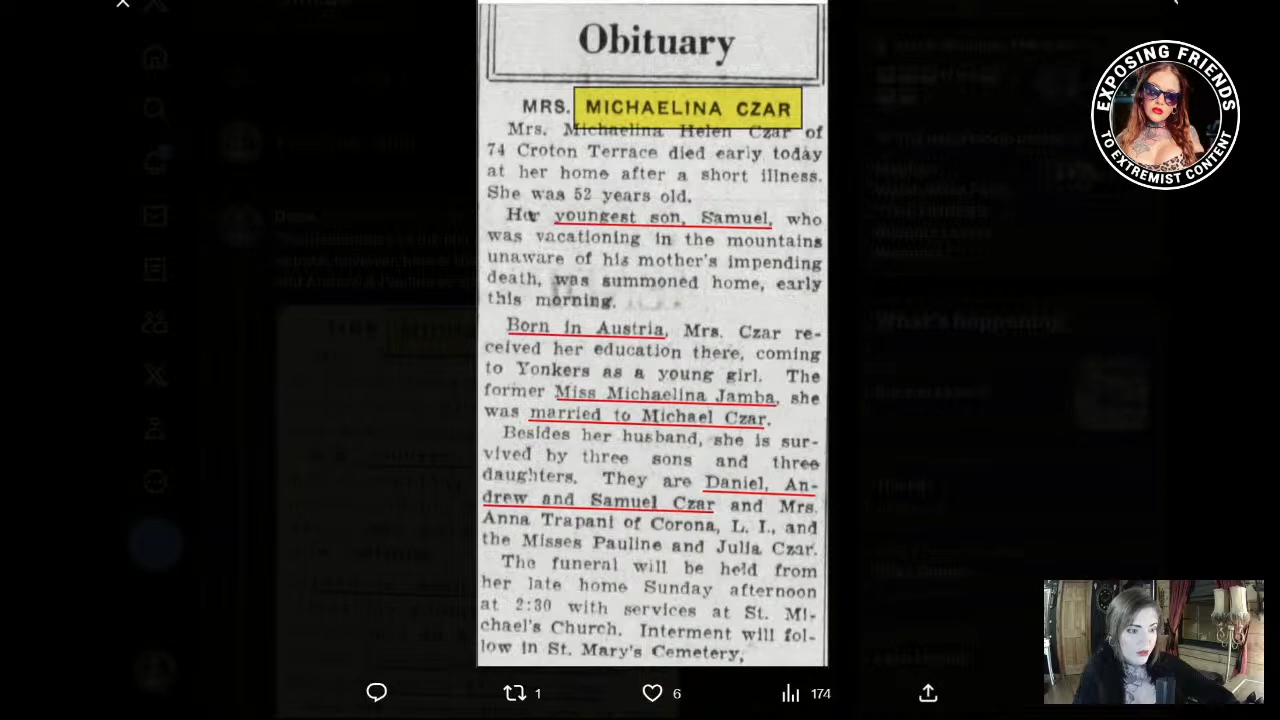 Obituary
MRS. MICHAELINA CZAR
Mrs. Michaelina Helen Czar of
74 Croton Terrace died early today
at her home after a short illness.
She was 52 years old.
Her youngest son, Samuel, who
was vacationing in the mountains
unaware of his mother's impending
death, was summoned home, early
this morning.
Born in Austria, Mrs. Czar re-
ceived her education there, coming
to Yonkers as a young girl. The
former Miss Michaelina Jamba, she
was married to Michael Czar.
Besides her husband, she is sur-
vived by three sons and three
daughters. They are Daniel, An-
drew and Samuel Czar and Mrs.
Anna Trapani of Corona, L. I., and
the Misses Pauline and Julia Czar.
The funeral will be held from
her late home Sunday afternoon
at 2:30 with services at St. Mi-
chael's Church. Interment will fol-
low in St. Mary's Cemetery,
1
6
174
EXPOSING FRIENDS
TO EXTREMIST CONTENT
What's happening